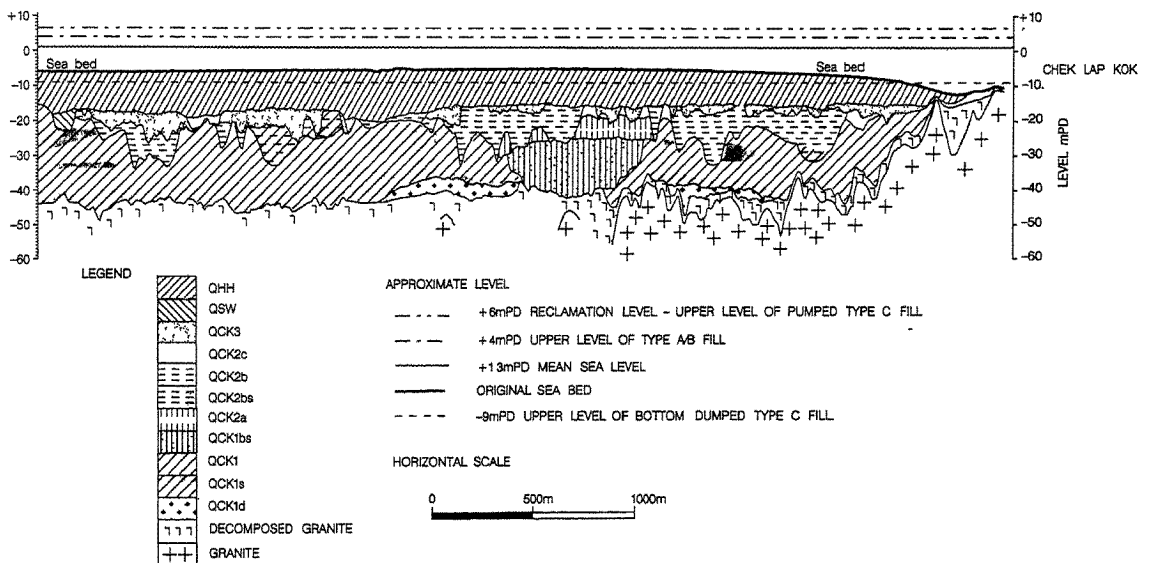 +10
0
-10
-20
-30
-40
-50
-60
Sea bed
Sea bed
+10
0
-10.
-20
-30
-40
-50
-60
CHEK LAP KOK
LEVEL mPD
LEGEND
QHH
QSW
QCK3
QCK2c
QCK2b
QCK2bs
QCK2a
QCK1bs
QCK1
QCK1s
QCK1d
DECOMPOSED GRANITE
GRANITE
APPROXIMATE LEVEL
+6mPD RECLAMATION LEVEL - UPPER LEVEL OF PUMPED TYPE C FILL
+4mPD UPPER LEVEL OF TYPE A/B FILL
+13mPD MEAN SEA LEVEL
ORIGINAL SEA BED
-9mPD UPPER LEVEL OF BOTTOM DUMPED TYPE C FILL
HORIZONTAL SCALE
0 500m 1000m